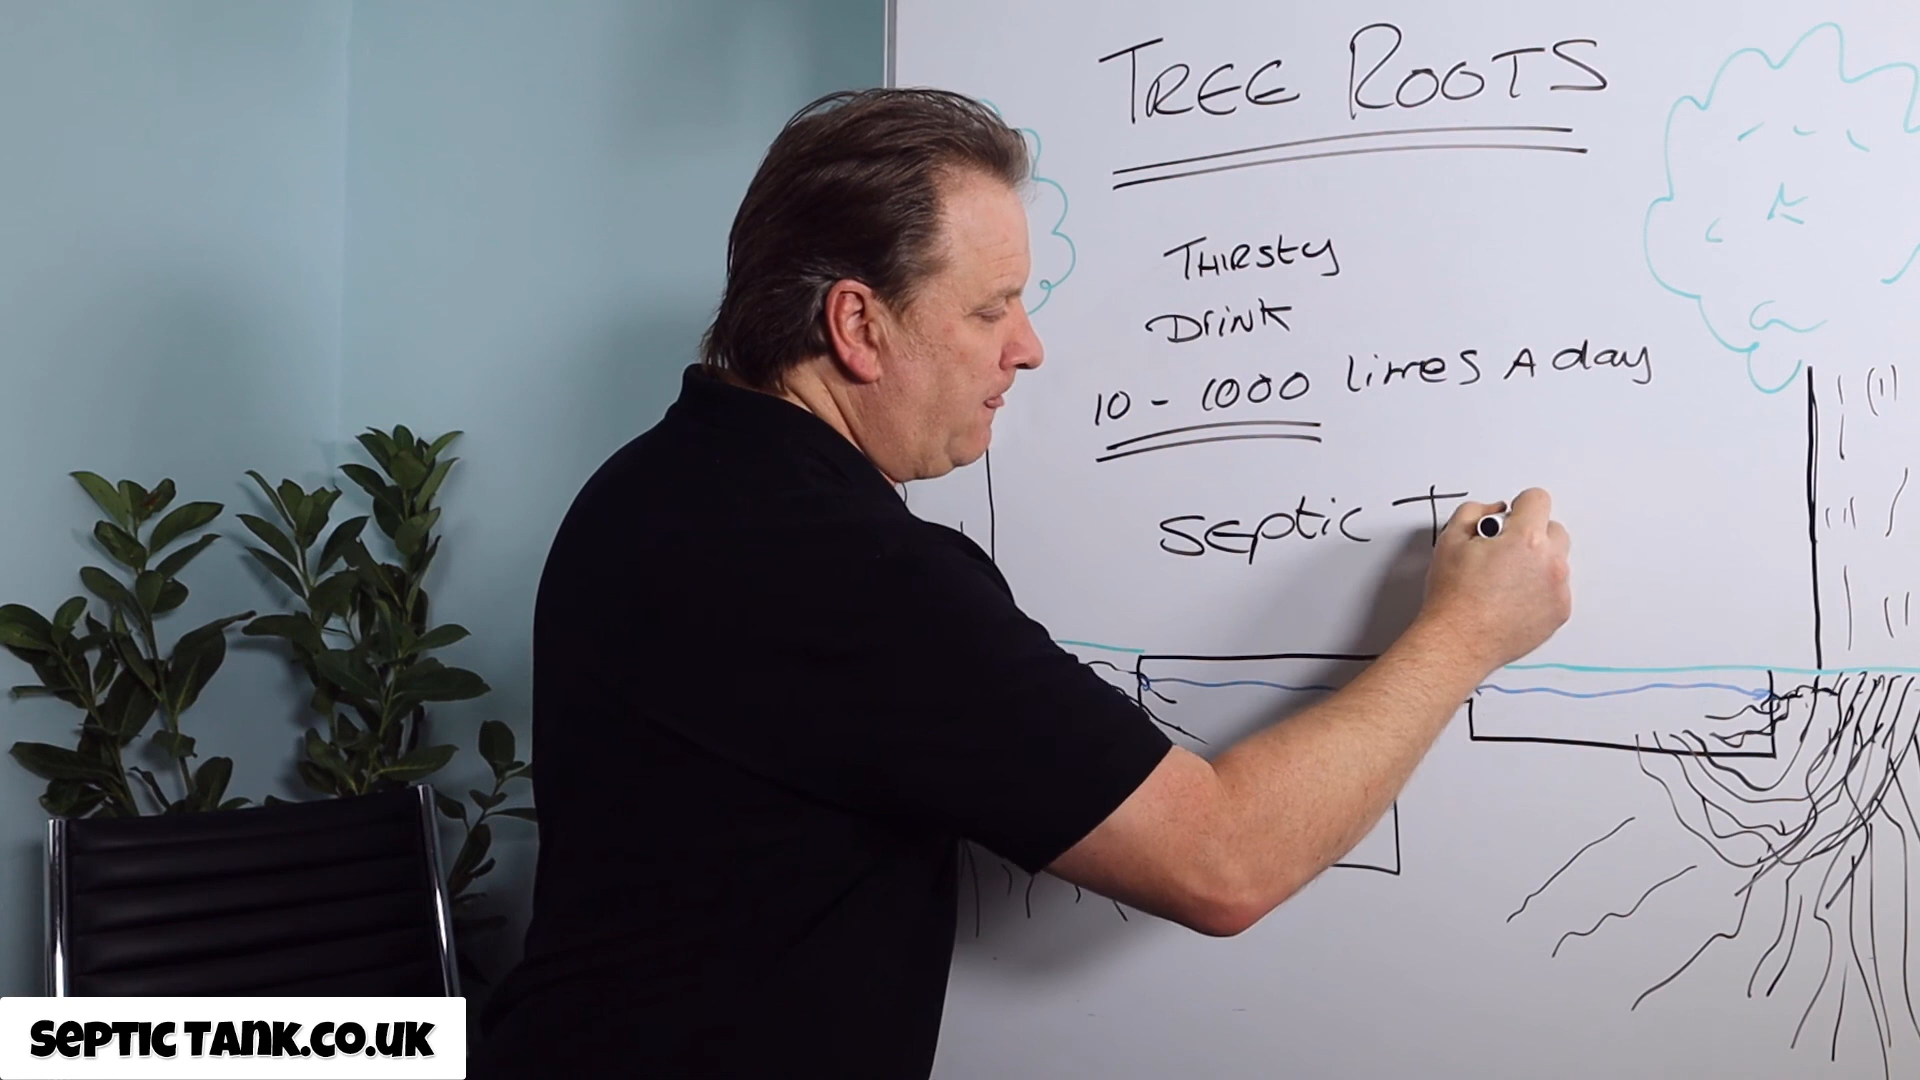 TREE ROOTS
THIRSty
Drink
10 - 1000 litres A day
SEptic T
SEPTIC TANK.CO.UK